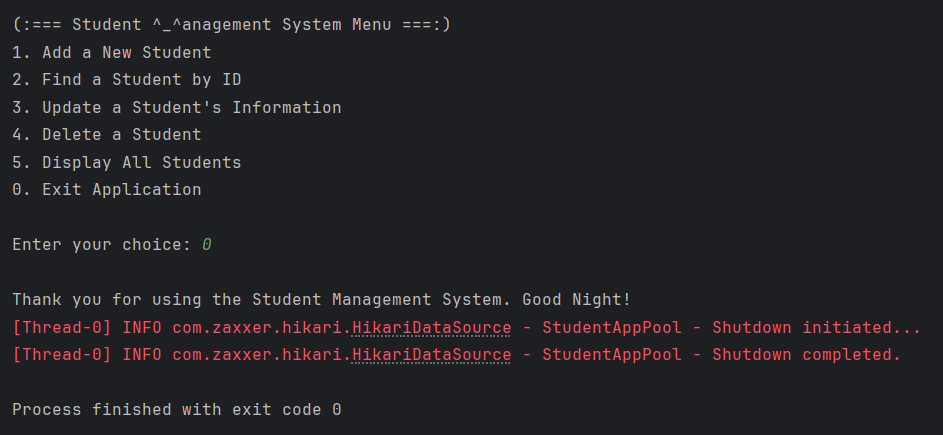 (:=== Student ^_^anagement System Menu ===:)
1. Add a New Student
2. Find a Student by ID
3. Update a Student's Information
4. Delete a Student
5. Display All Students
0. Exit Application
Enter your choice: 0
Thank you for using the Student Management System. Good Night!
[Thread-0] INFO com.zaxxer.hikari.HikariDataSource - StudentAppPool - Shutdown initiated...
[Thread-0] INFO com.zaxxer.hikari.HikariDataSource - StudentAppPool - Shutdown completed.
Process finished with exit code 0